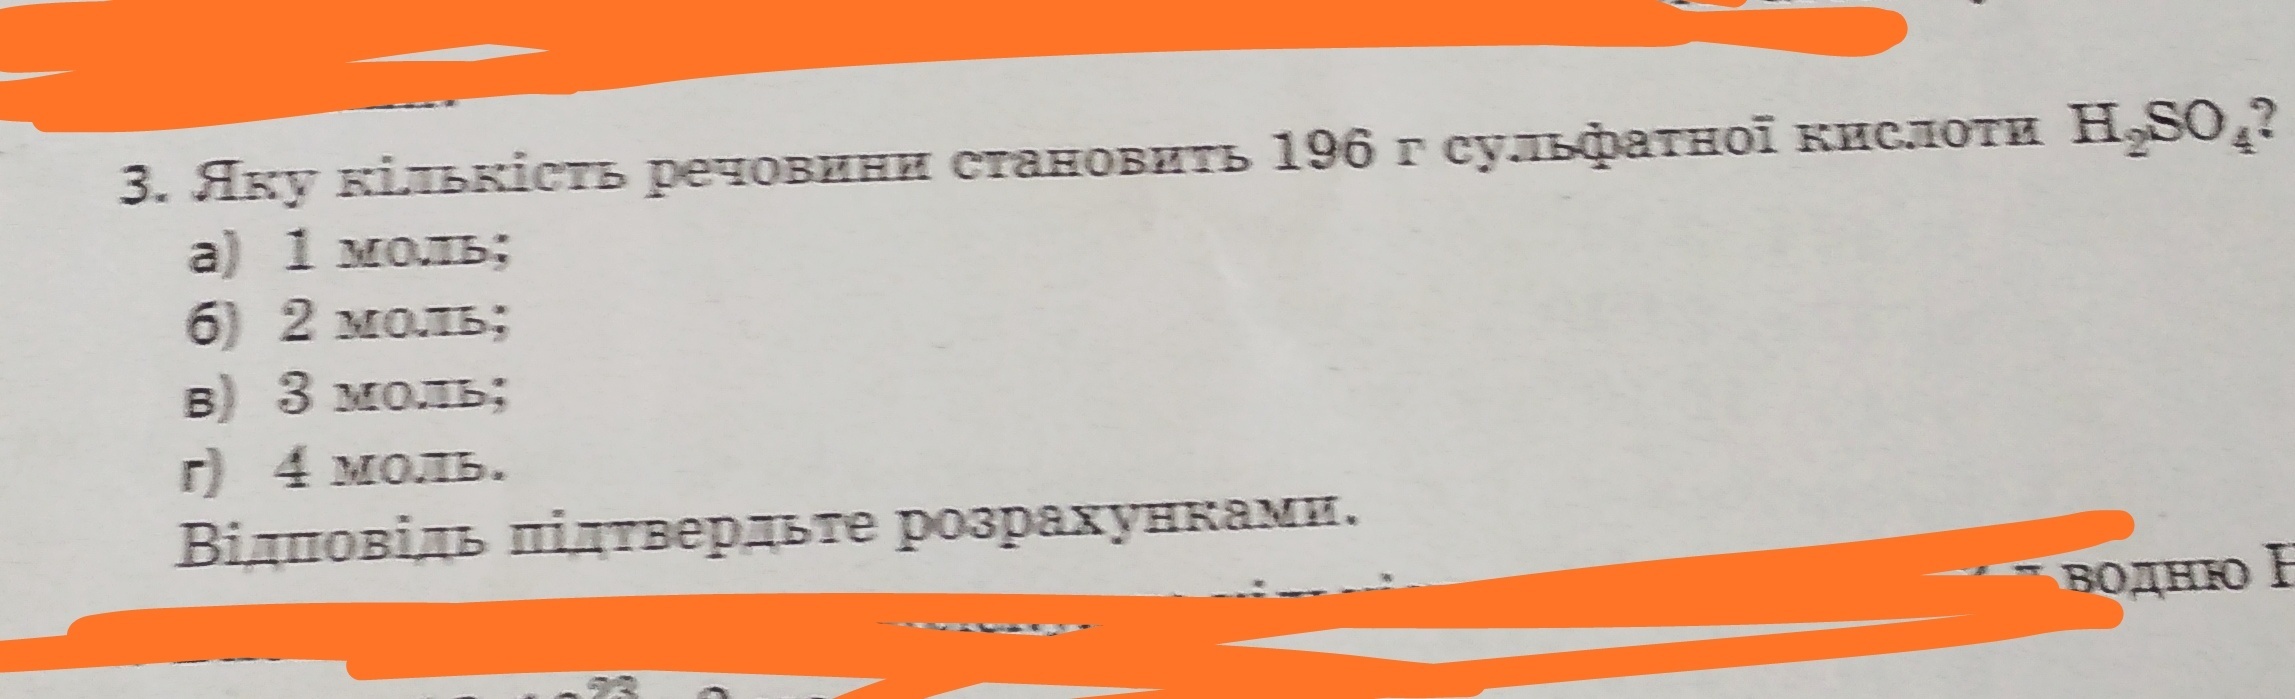 3. Яку кількість речовини становить 196 г сульфатної кислоти H₂SO₄?
а) 1 моль;
б) 2 моль;
в) 3 моль;
г) 4 моль.
Відповідь підтвердьте розрахунками.
водню